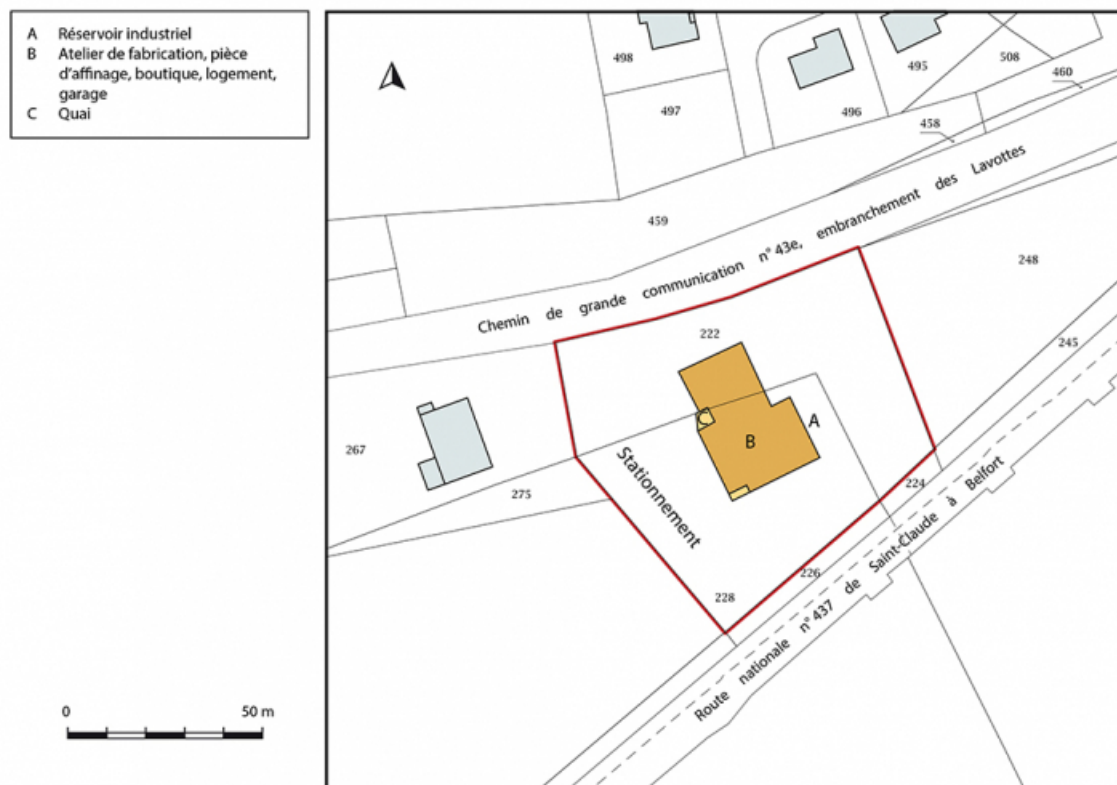 A Réservoir industriel
B Atelier de fabrication, pièce
d'affinage, boutique, logement,
garage
C Quai
0 50 m
498
497
496
495
508
460
458
459
Chemin de grande communication n° 43e, embranchement des Lavottes
248
245
222
267
275
A
B
C
Stationnement
224
226
228
Route nationale n° 437 de Saint-Claude à Belfort